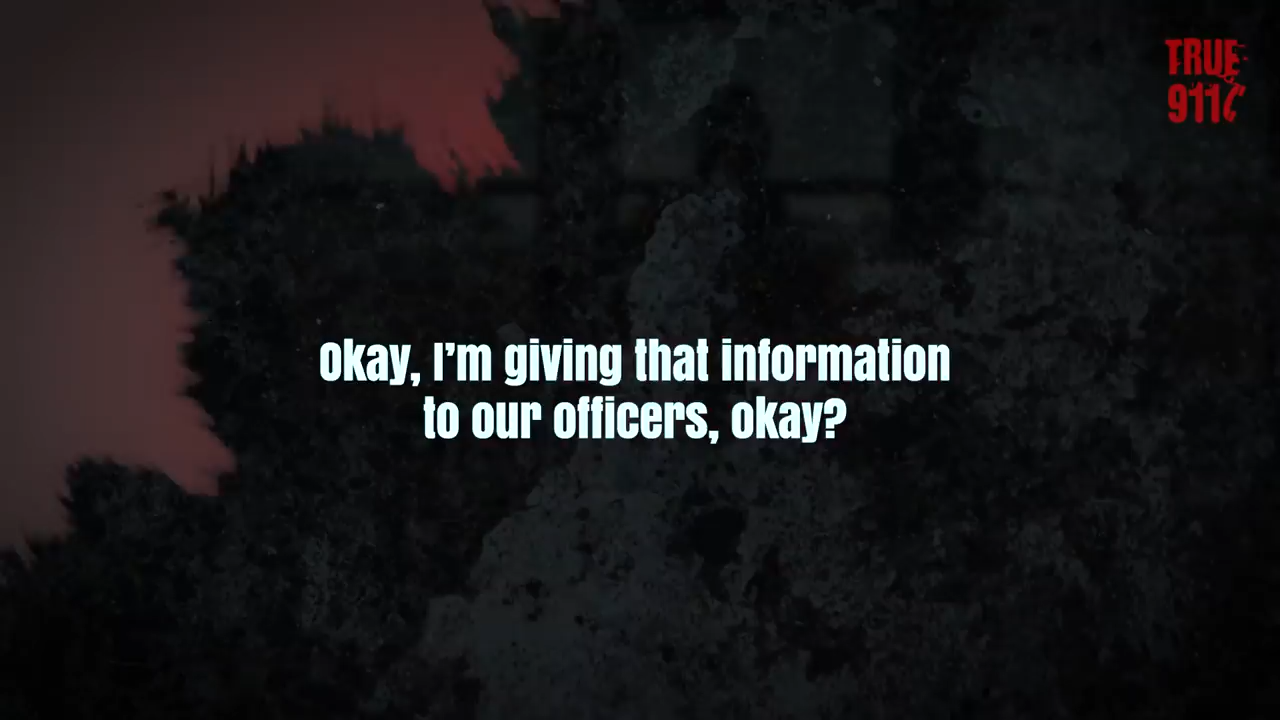 TRUE
911
Okay, I'm giving that information
to our officers, okay?